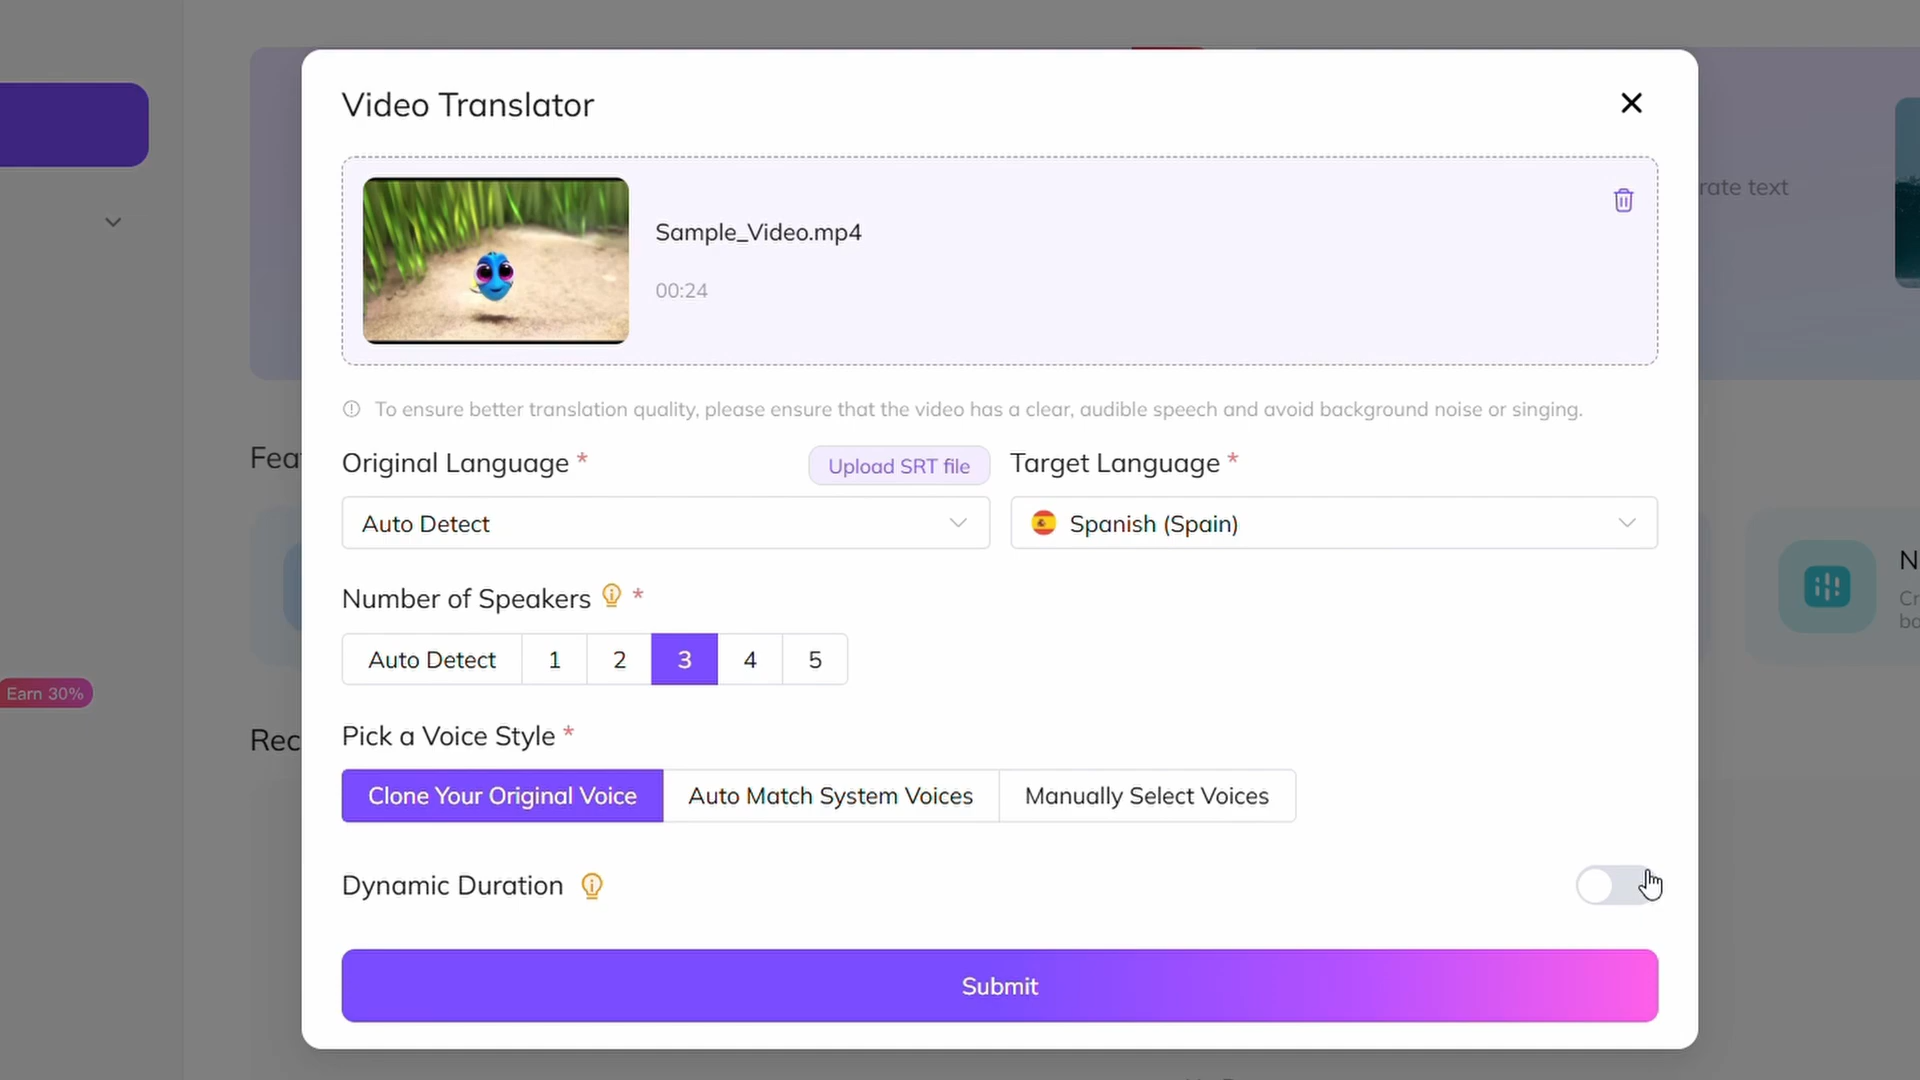 Video Translator
rate text
Sample_Video.mp4
00:24
To ensure better translation quality, please ensure that the video has a clear, audible speech and avoid background noise or singing.
Fea
Original Language *
Upload SRT file
Target Language *
Auto Detect
Spanish (Spain)
N
Cr
ba
Number of Speakers *
Auto Detect 1 2 3 4 5
Earn 30%
Rec
Pick a Voice Style *
Clone Your Original Voice
Auto Match System Voices
Manually Select Voices
Dynamic Duration
Submit